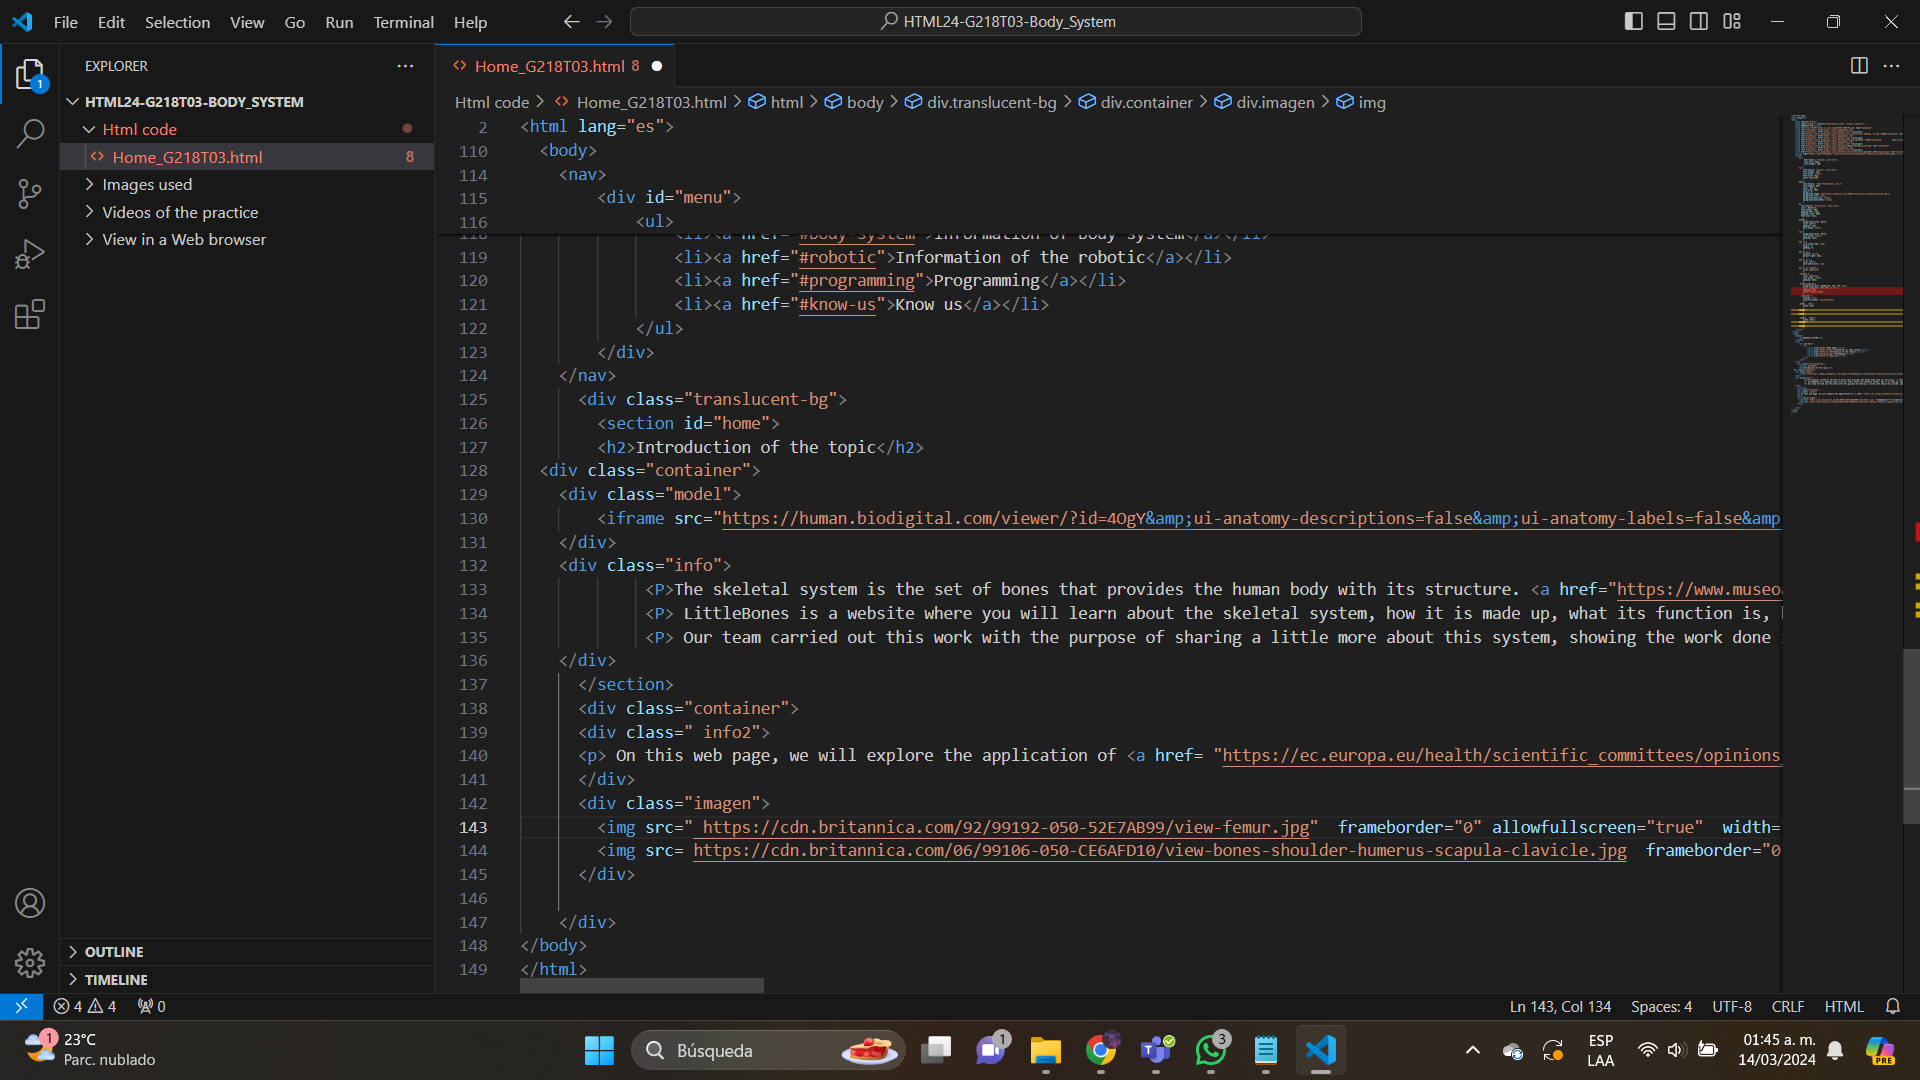 File Edit Selection View Go Run Terminal Help
HTML24-G218T03-Body_System
EXPLORER
HTML24-G218T03-BODY_SYSTEM
Html code
Home_G218T03.html 8
Images used
Videos of the practice
View in a Web browser
OUTLINE
TIMELINE
Home_G218T03.html 8
Html code > Home_G218T03.html > html > body > div.translucent-bg > div.container > div.imagen > img
2 <html lang="es">
110 <body>
114 <nav>
115 <div id="menu">
116 <ul>
118 <li><a href="#body-system">Information of body system</a></li>
119 <li><a href="#robotic">Information of the robotic</a></li>
120 <li><a href="#programming">Programming</a></li>
121 <li><a href="#know-us">Know us</a></li>
122 </ul>
123 </div>
124 </nav>
125 <div class="translucent-bg">
126 <section id="home">
127 <h2>Introduction of the topic</h2>
128 <div class="container">
129 <div class="model">
130 <iframe src="https://human.biodigital.com/viewer/?id=4OgY&amp;ui-anatomy-descriptions=false&amp;ui-anatomy-labels=false&amp
131 </div>
132 <div class="info">
133 <P>The skeletal system is the set of bones that provides the human body with its structure. <a href="https://www.museoa
134 <P> LittleBones is a website where you will learn about the skeletal system, how it is made up, what its function is,
135 <P> Our team carried out this work with the purpose of sharing a little more about this system, showing the work done
136 </div>
137 </section>
138 <div class="container">
139 <div class=" info2">
140 <p> On this web page, we will explore the application of <a href= "https://ec.europa.eu/health/scientific_committees/opinions_
141 </div>
142 <div class="imagen">
143 <img src=" https://cdn.britannica.com/92/99192-050-52E7AB99/view-femur.jpg" frameborder="0" allowfullscreen="true" width=
144 <img src= https://cdn.britannica.com/06/99106-050-CE6AFD10/view-bones-shoulder-humerus-scapula-clavicle.jpg frameborder="0
145 </div>
146
147 </div>
148 </body>
149 </html>
4 4 0
Ln 143, Col 134 Spaces: 4 UTF-8 CRLF HTML
1 23°C
Parc. nublado
Búsqueda
1
3
ESP
LAA
01:45 a. m.
14/03/2024
PRE